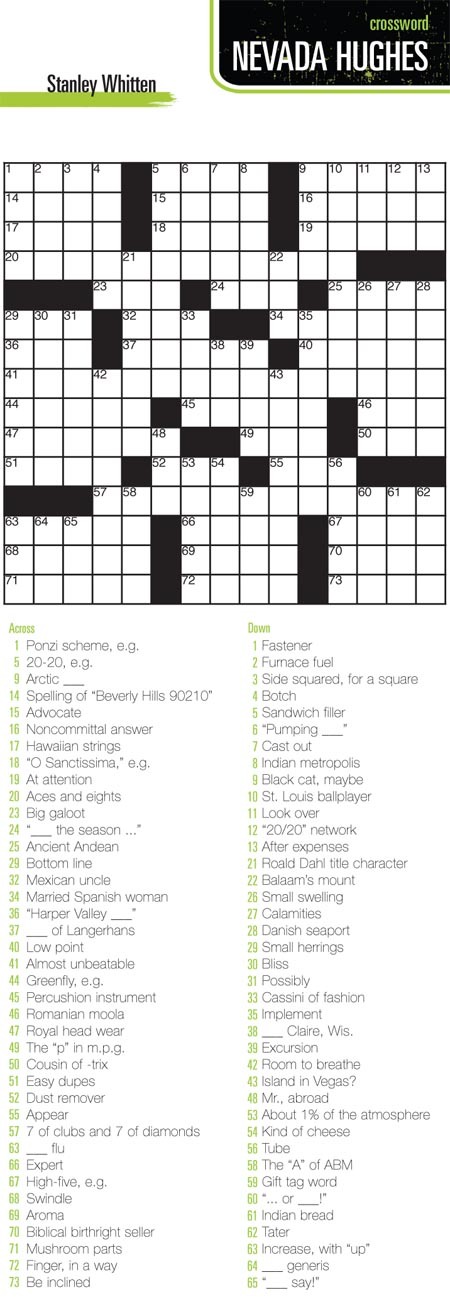 crossword
NEVADA HUGHES
Stanley Whitten
1 2 3 4 5 6 7 8 9 10 11 12 13
14 15 16
17 18 19
20 21 22
23 24 25 26 27 28
29 30 31 32 33 34 35
36 37 38 39 40
41 42 43
44 45 46
47 48 49 50
51 52 53 54 55 56
57 58 59 60 61 62
63 64 65 66 67
68 69 70
71 72 73
Across
1 Ponzi scheme, e.g.
5 20-20, e.g.
9 Arctic ___
14 Spelling of “Beverly Hills 90210”
15 Advocate
16 Noncommittal answer
17 Hawaiian strings
18 “O Sanctissima,” e.g.
19 At attention
20 Aces and eights
23 Big galoot
24 “___ the season ...”
25 Ancient Andean
29 Bottom line
32 Mexican uncle
34 Married Spanish woman
36 “Harper Valley ___”
37 ___ of Langerhans
40 Low point
41 Almost unbeatable
44 Greenfly, e.g.
45 Percushion instrument
46 Romanian moola
47 Royal head wear
49 The “p” in m.p.g.
50 Cousin of -trix
51 Easy dupes
52 Dust remover
55 Appear
57 7 of clubs and 7 of diamonds
63 ___ flu
66 Expert
67 High-five, e.g.
68 Swindle
69 Aroma
70 Biblical birthright seller
71 Mushroom parts
72 Finger, in a way
73 Be inclined
Down
1 Fastener
2 Furnace fuel
3 Side squared, for a square
4 Botch
5 Sandwich filler
6 “Pumping ___”
7 Cast out
8 Indian metropolis
9 Black cat, maybe
10 St. Louis ballplayer
11 Look over
12 “20/20” network
13 After expenses
21 Roald Dahl title character
22 Balaam’s mount
26 Small swelling
27 Calamities
28 Danish seaport
29 Small herrings
30 Bliss
31 Possibly
33 Cassini of fashion
35 Implement
38 ___ Claire, Wis.
39 Excursion
42 Room to breathe
43 Island in Vegas?
48 Mr., abroad
53 About 1% of the atmosphere
54 Kind of cheese
56 Tube
58 The “A” of ABM
59 Gift tag word
60 “... or ___!”
61 Indian bread
62 Tater
63 Increase, with “up”
64 ___ generis
65 “___ say!”